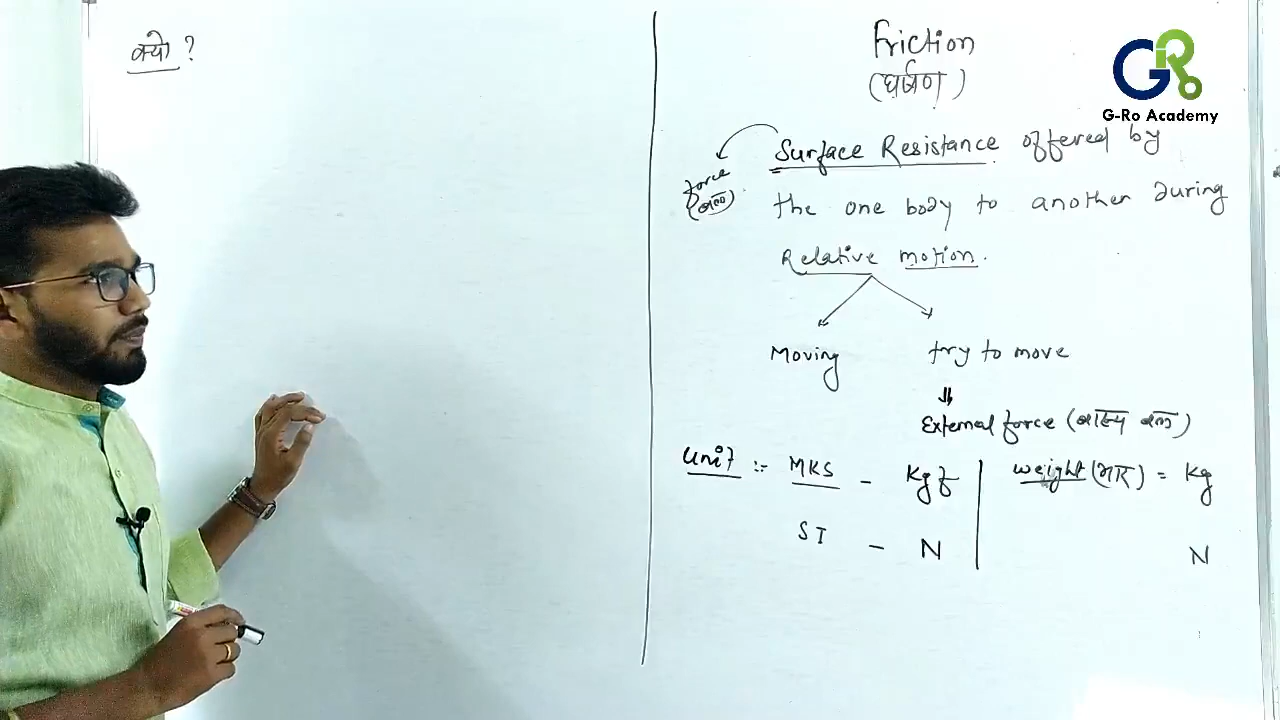 क्यो ?
Friction
(घर्षण)
GR
G-Ro Academy
Surface Resistance offered by
force
(बल)
the one body to another During
Relative motion.
Moving
try to move
External force (बाह्य बल)
Unit :- MKS - Kgf
weight (भार) = Kg
SI - N
N